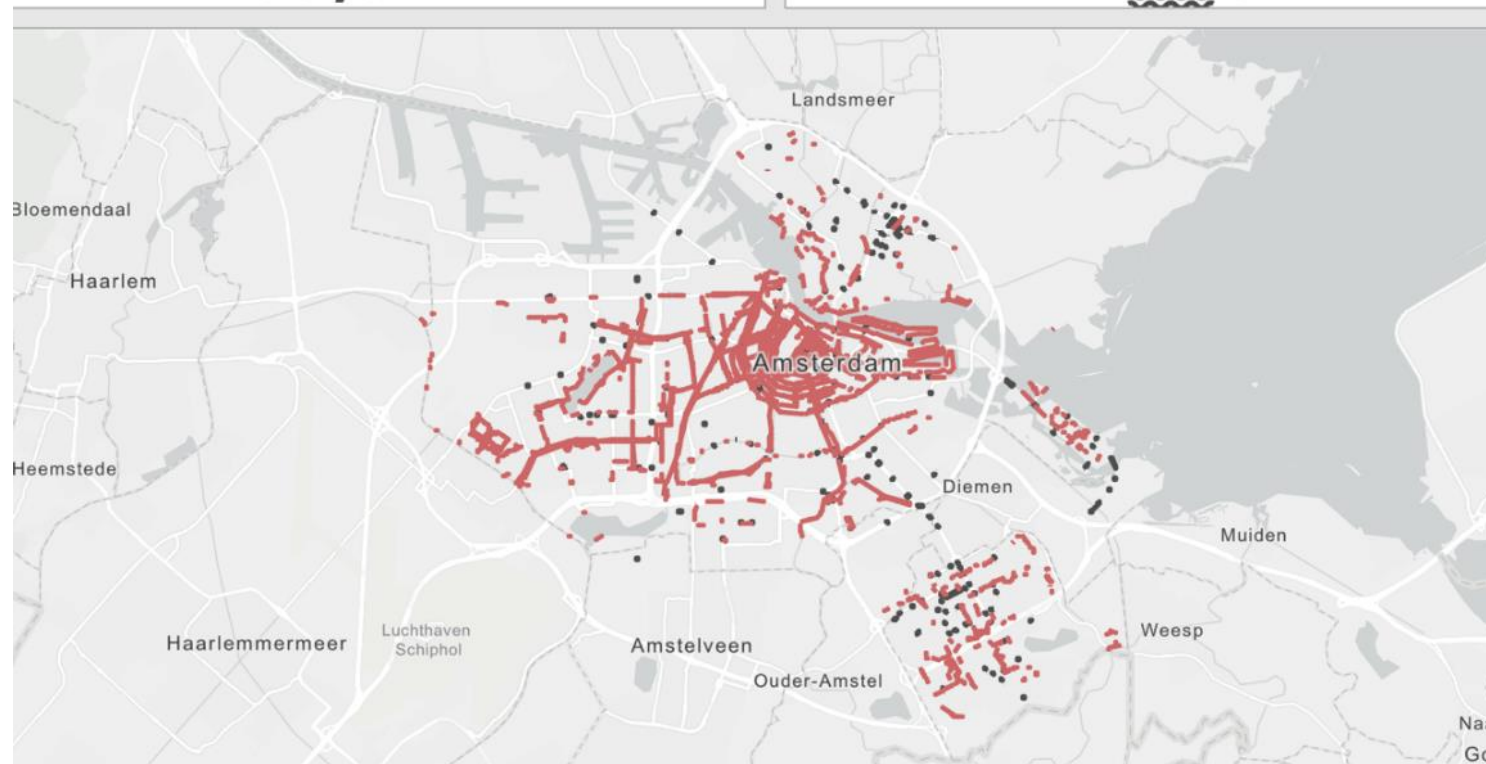 Landsmeer
Bloemendaal
Haarlem
Amsterdam
Heemstede
Diemen
Muiden
Haarlemmermeer
Luchthaven
Schiphol
Amstelveen
Weesp
Ouder-Amstel